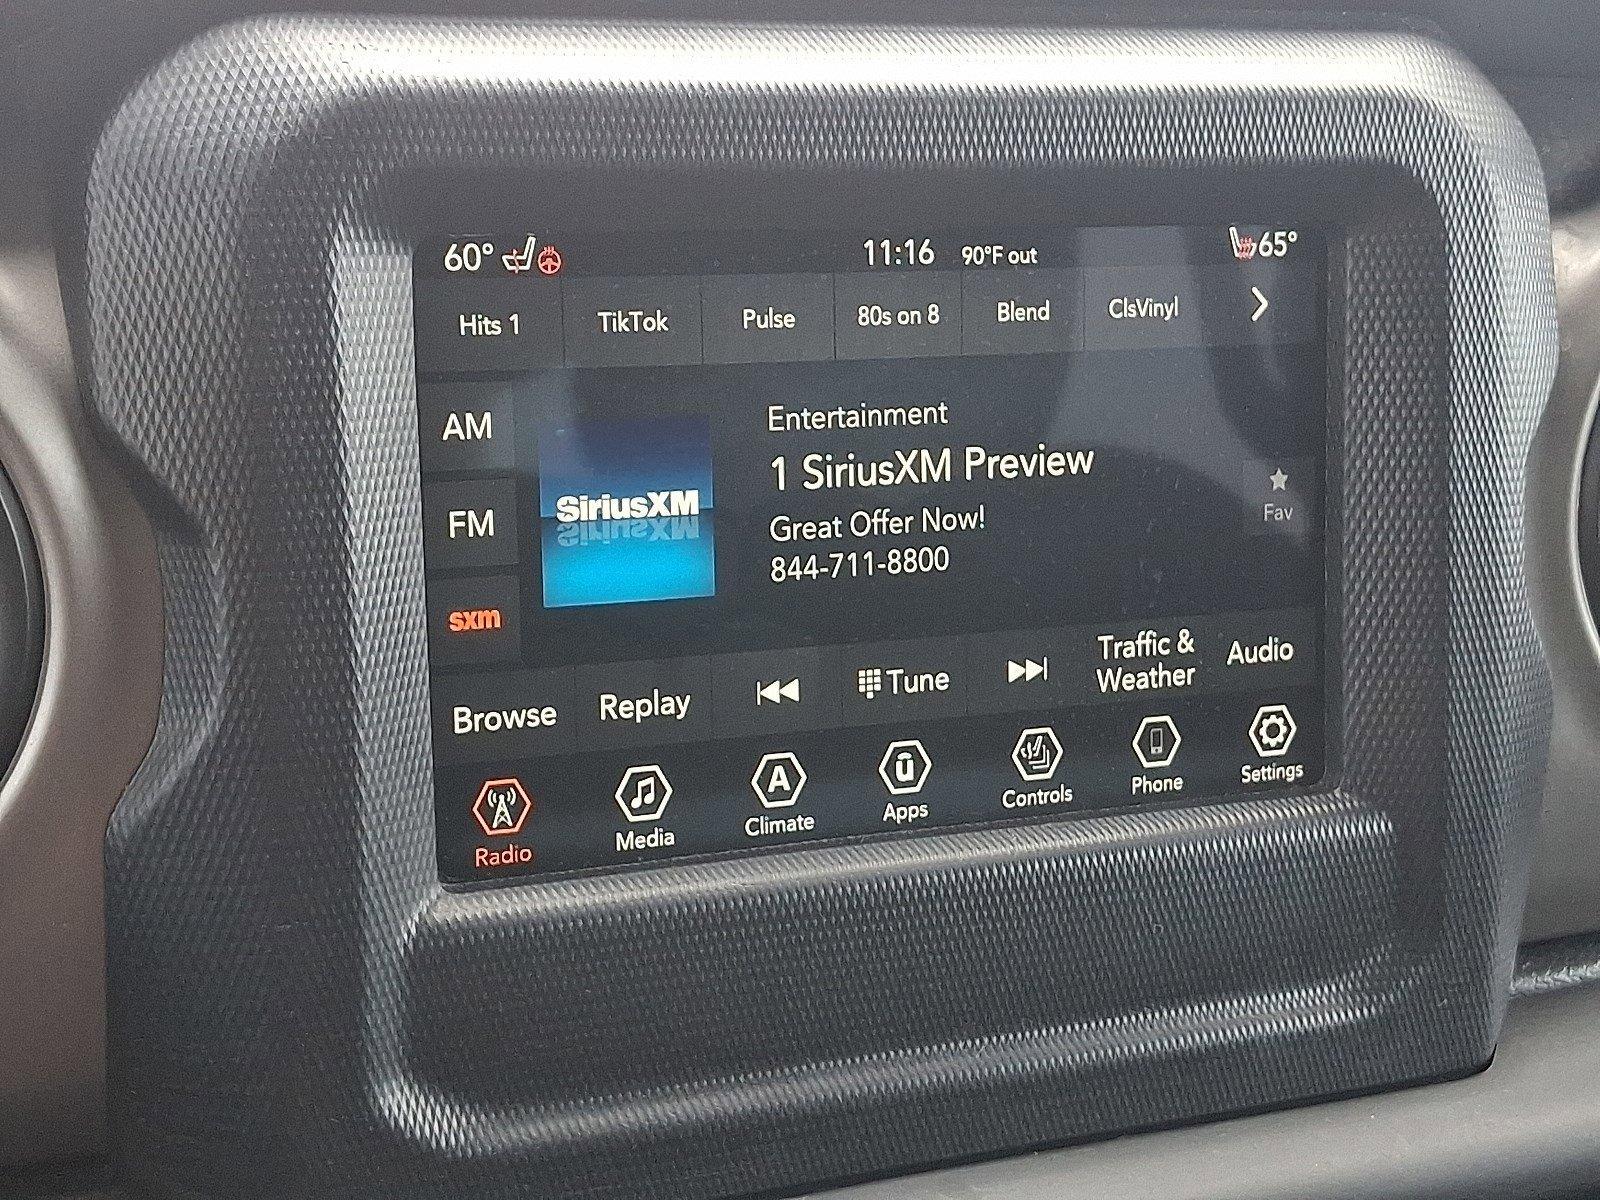 60° 11:16 90°F out 65°
Hits 1 TikTok Pulse 80s on 8 Blend ClsVinyl
AM
FM
sxm
SiriusXM
Entertainment
1 SiriusXM Preview
Great Offer Now!
844-711-8800
Fav
Browse Replay Tune Traffic & Weather Audio
Radio Media A Climate ū Apps Controls Phone Settings